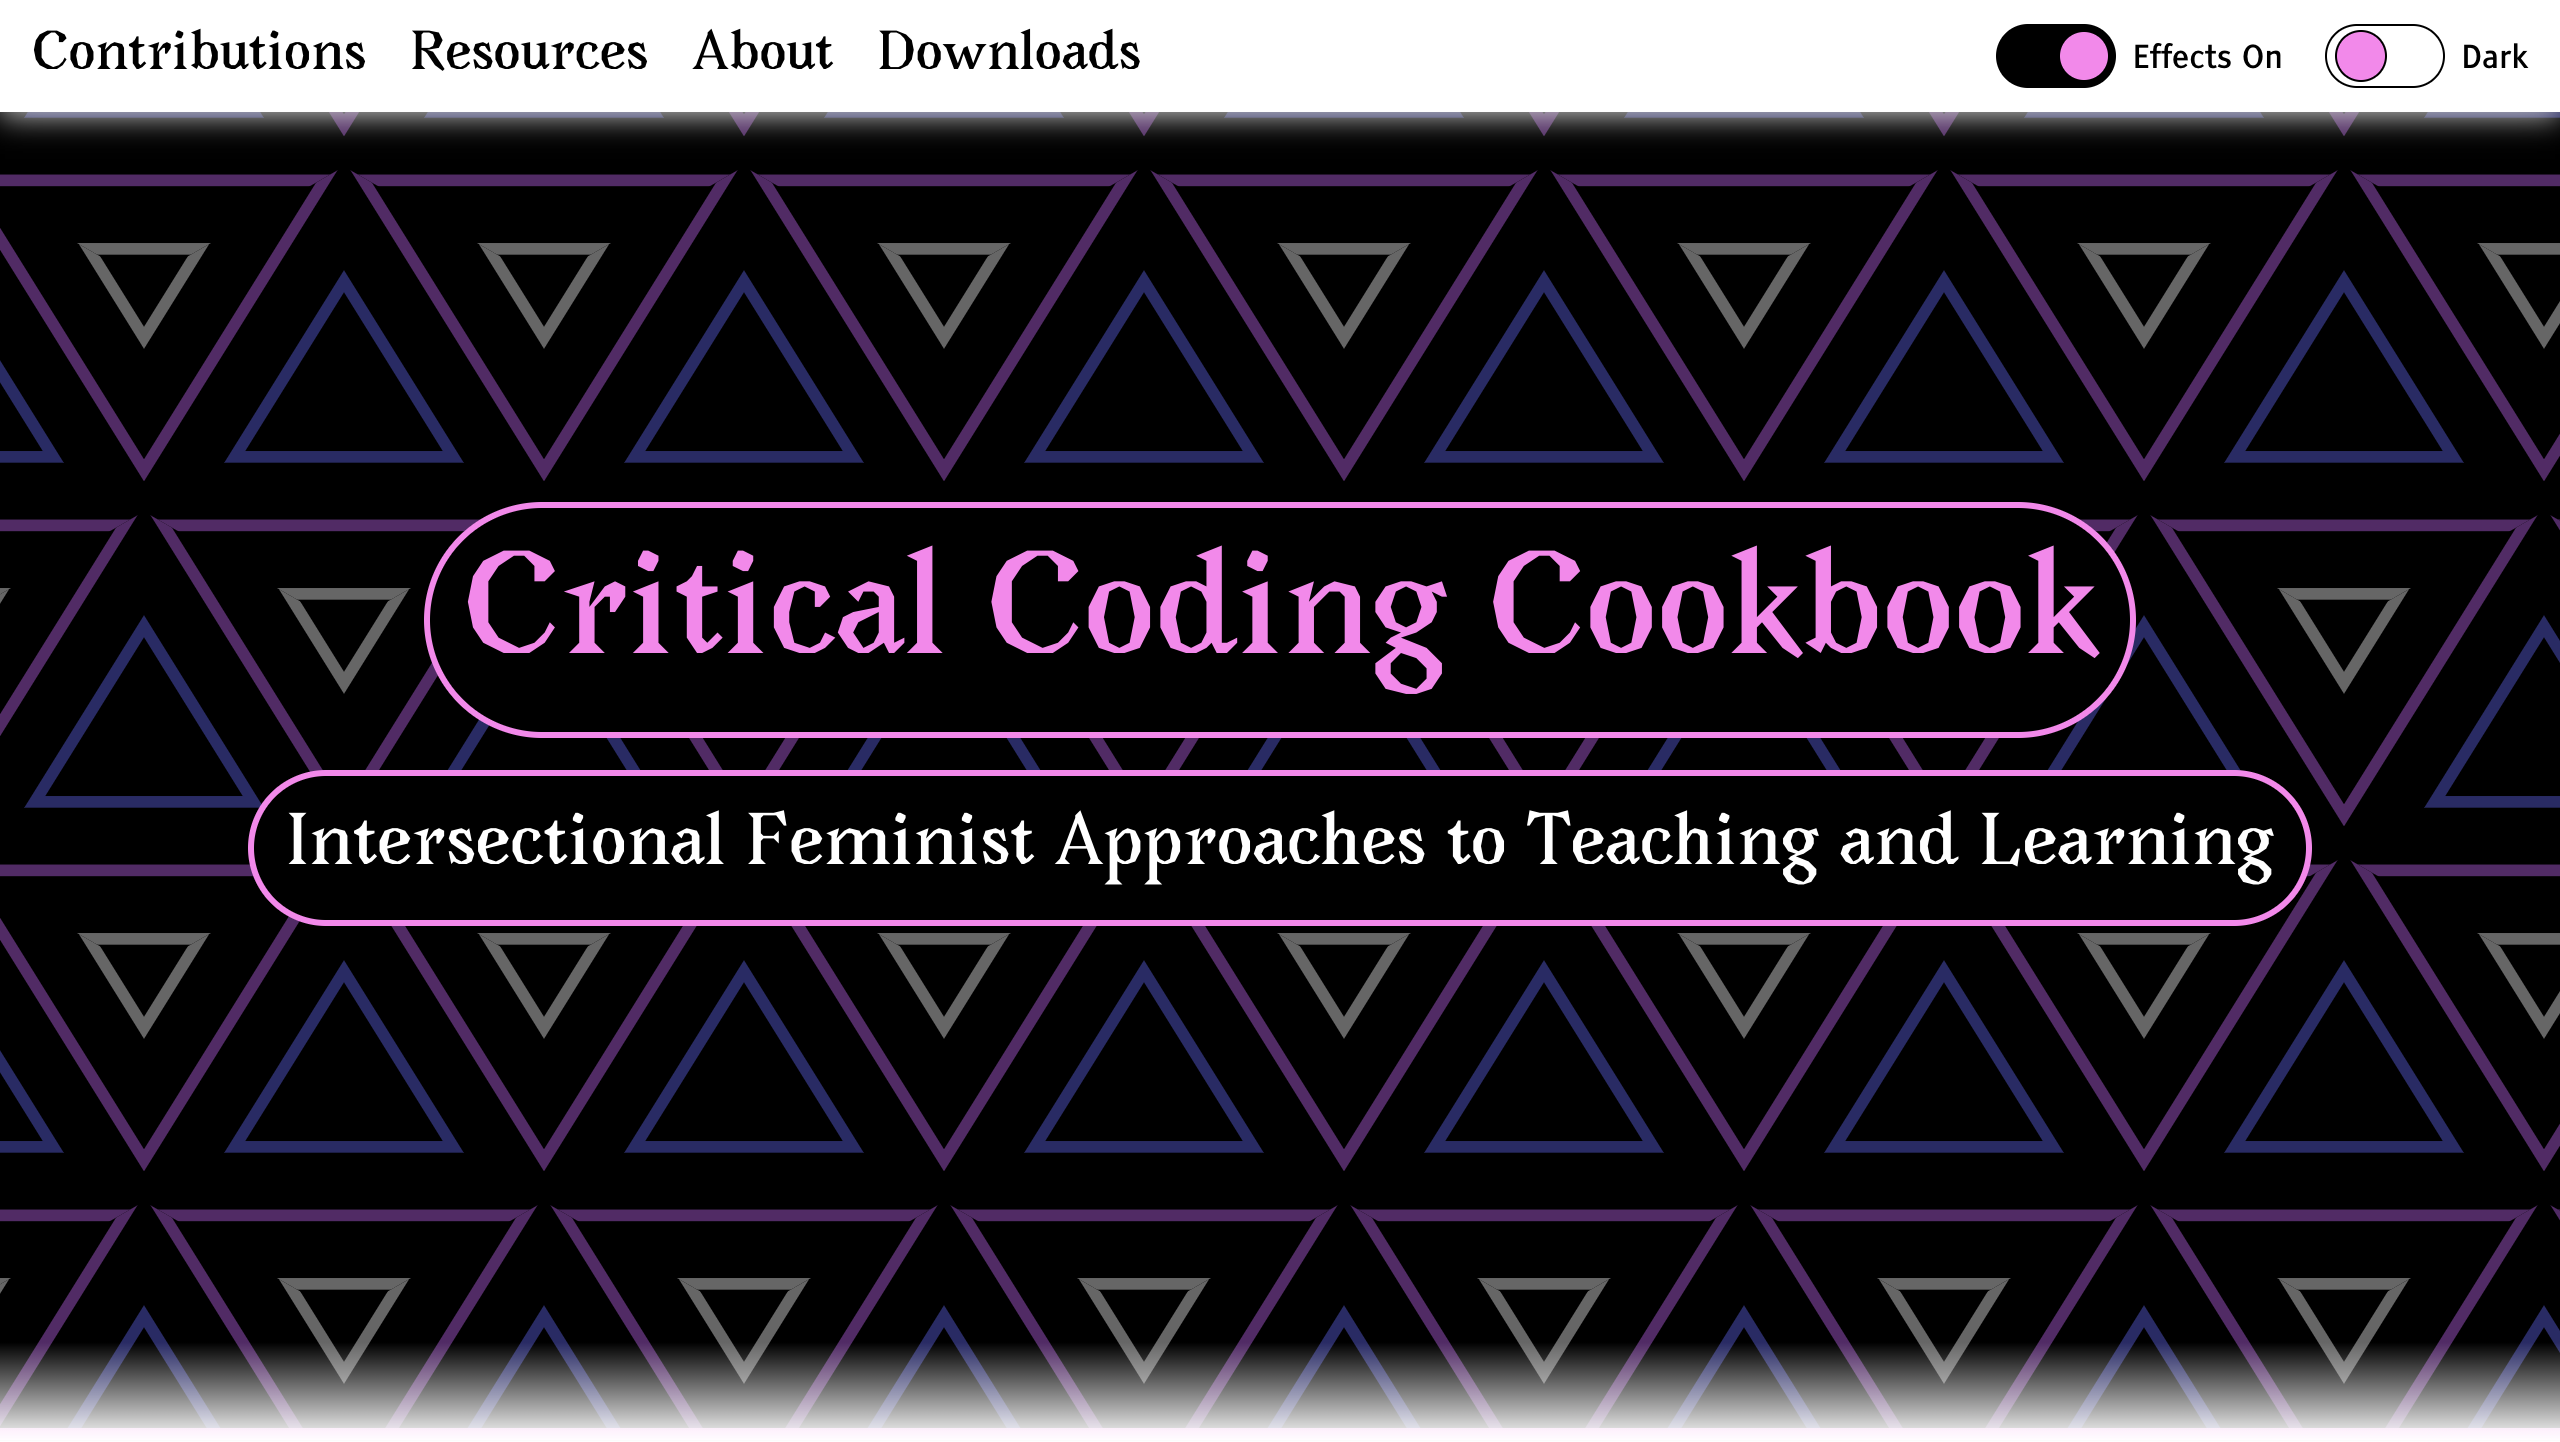 Contributions Resources About Downloads Effects On Dark
Critical Coding Cookbook
Intersectional Feminist Approaches to Teaching and Learning